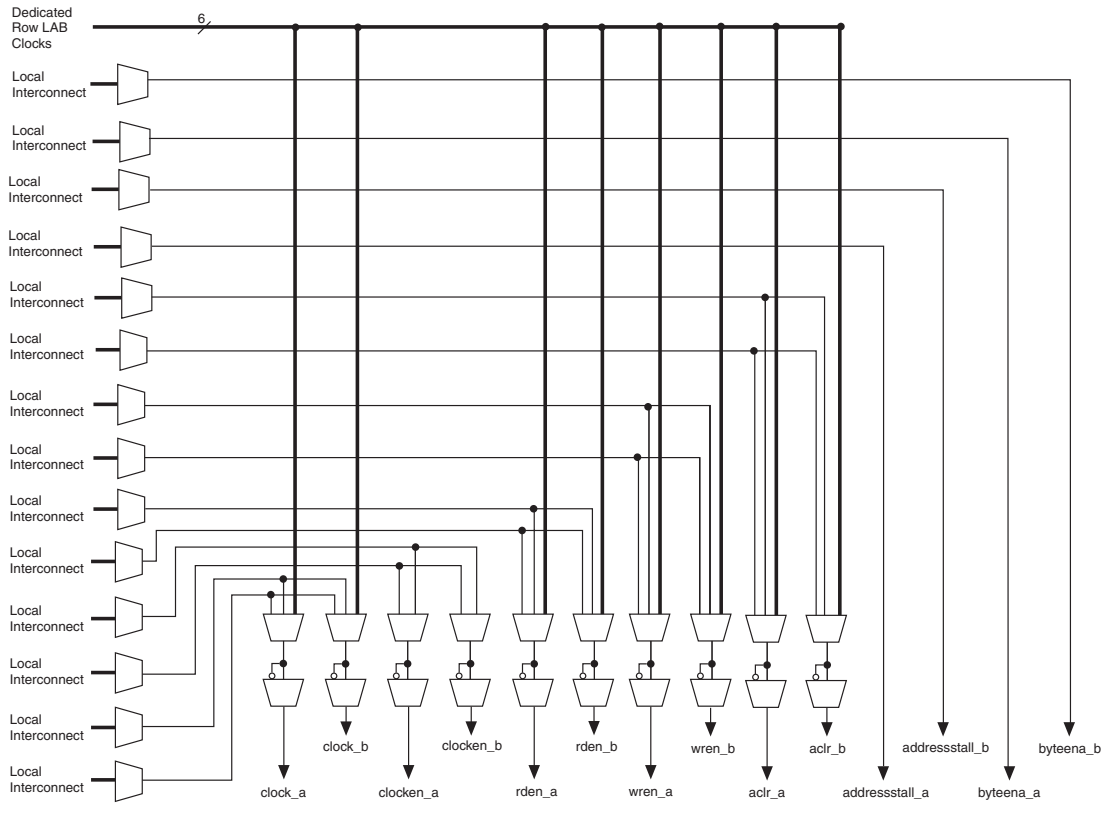 Dedicated
Row LAB
Clocks
6
Local
Interconnect
Local
Interconnect
Local
Interconnect
Local
Interconnect
Local
Interconnect
Local
Interconnect
Local
Interconnect
Local
Interconnect
Local
Interconnect
Local
Interconnect
Local
Interconnect
Local
Interconnect
Local
Interconnect
Local
Interconnect
clock_b
clocken_b
rden_b
wren_b
aclr_b
addressstall_b
byteena_b
clock_a
clocken_a
rden_a
wren_a
aclr_a
addressstall_a
byteena_a